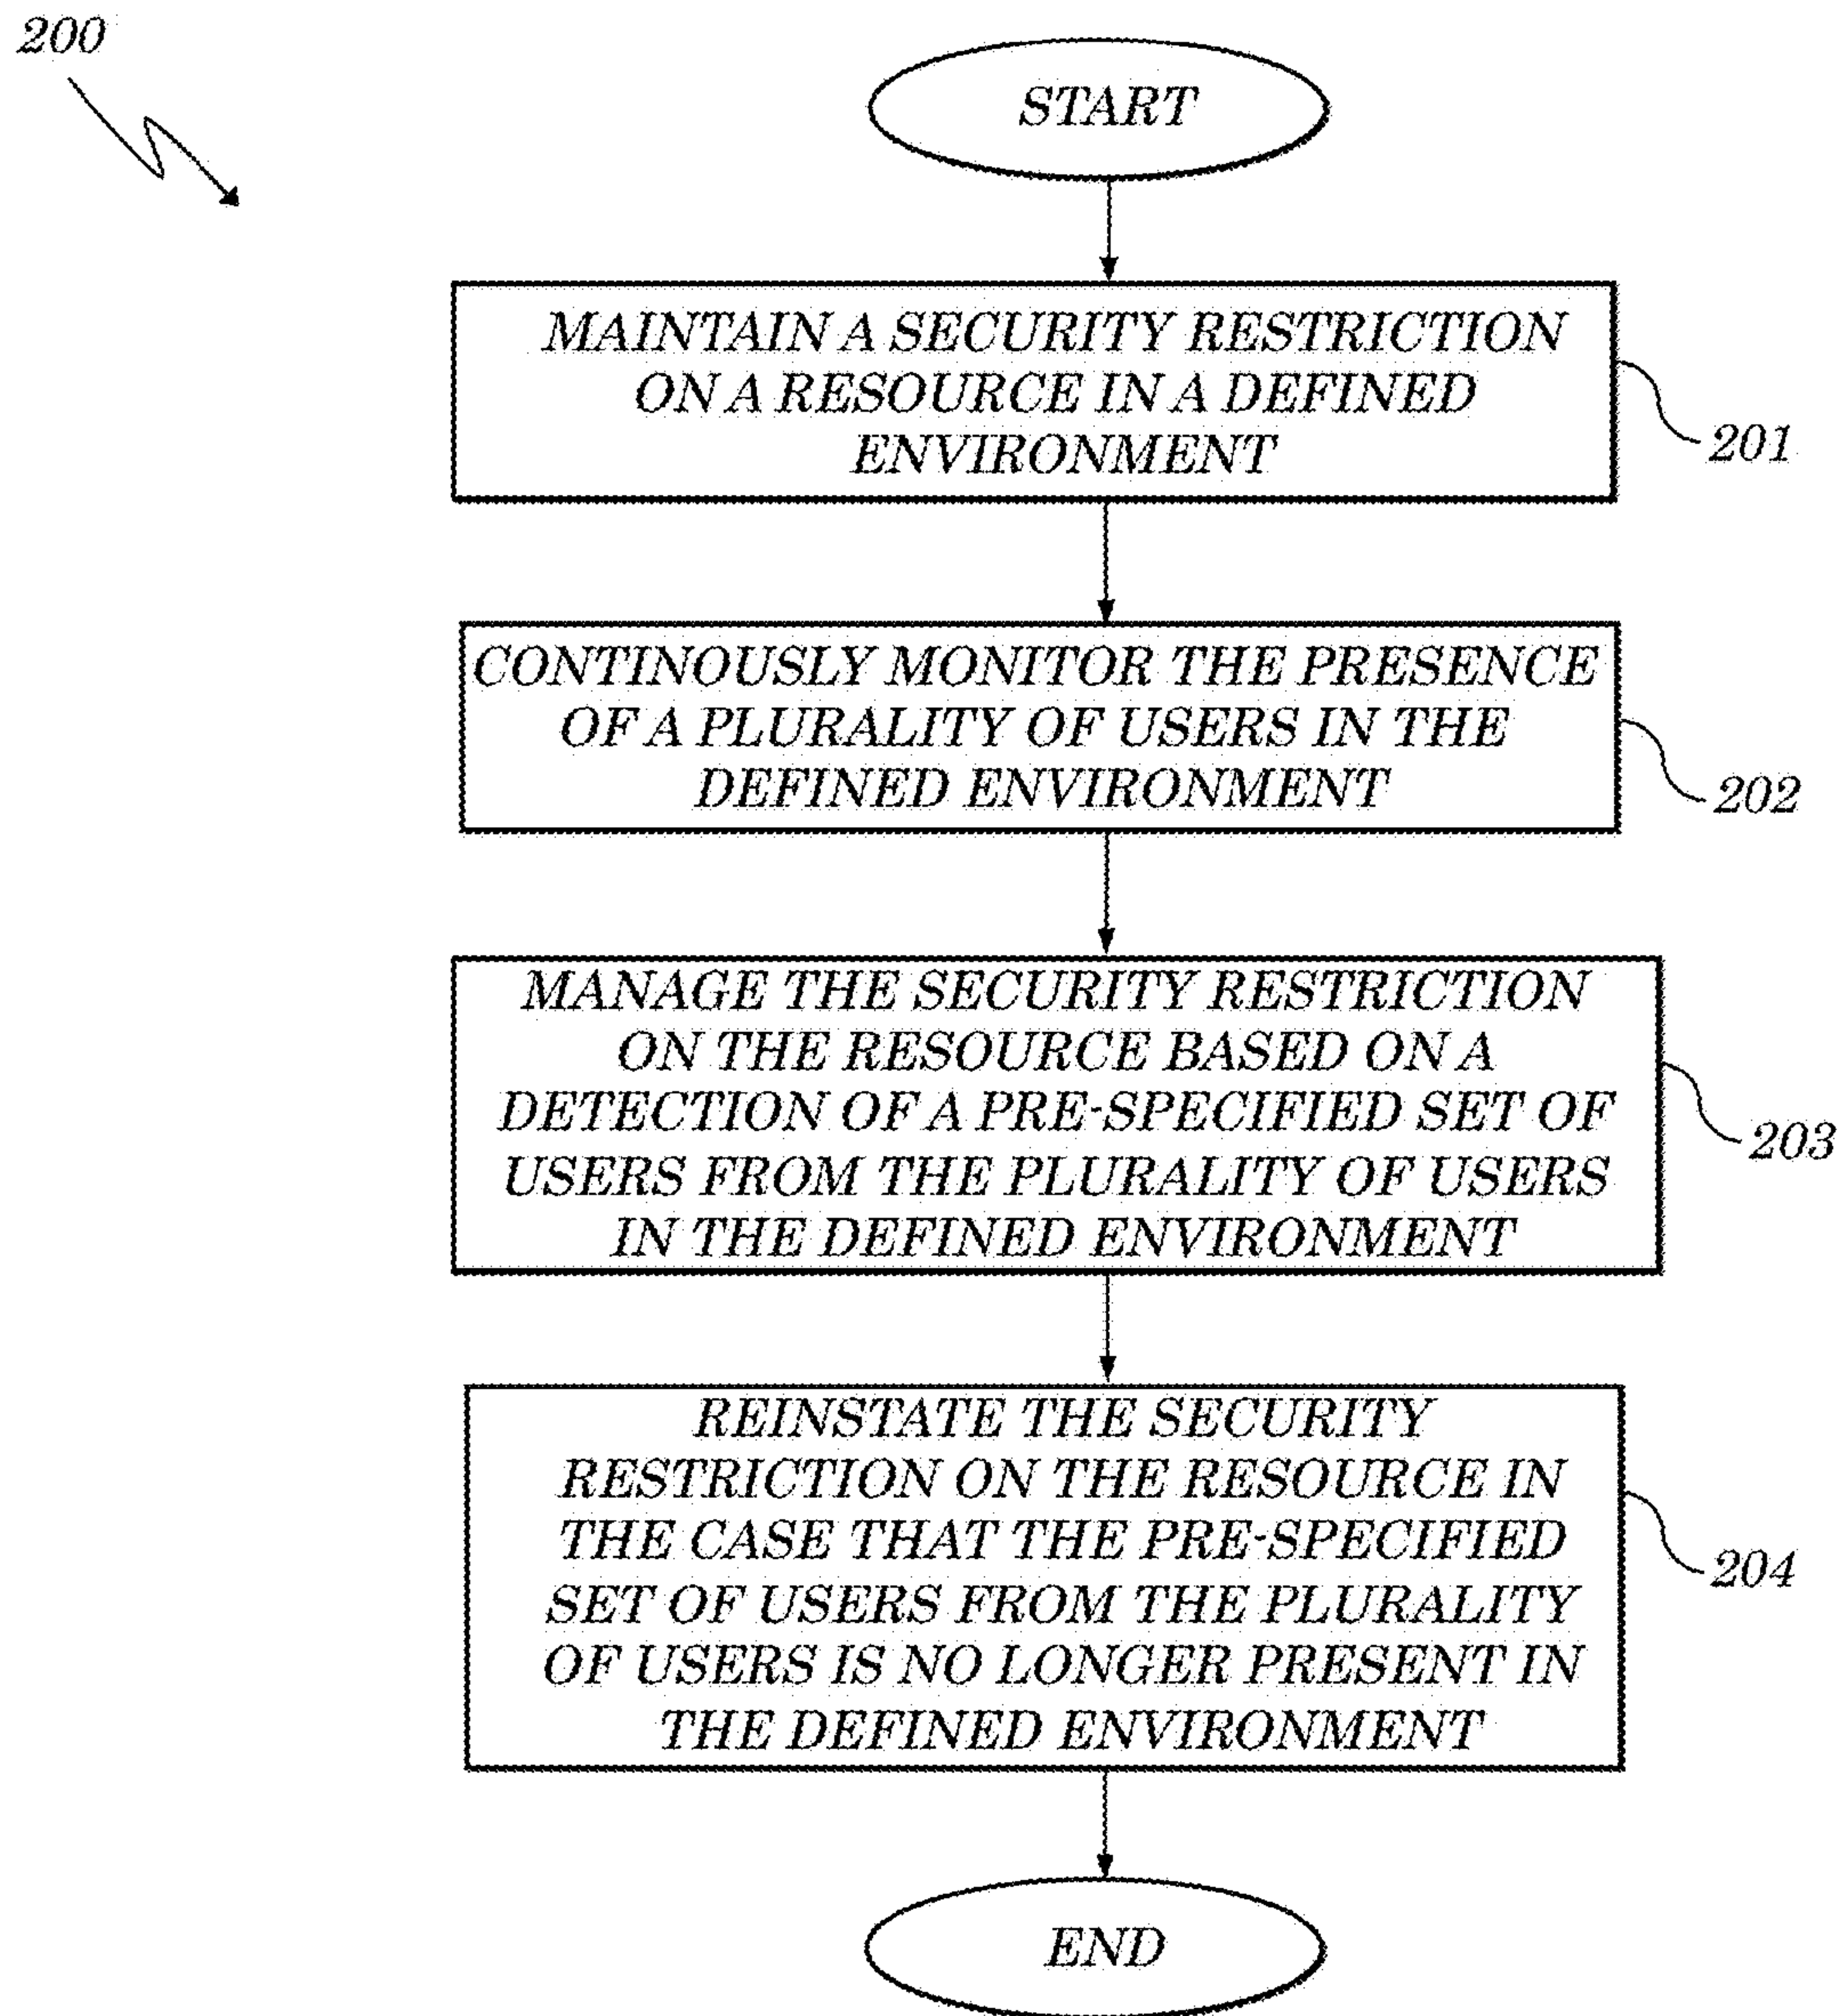 200
START
MAINTAIN A SECURITY RESTRICTION
ON A RESOURCE IN A DEFINED
ENVIRONMENT
201
CONTINOUSLY MONITOR THE PRESENCE
OF A PLURALITY OF USERS IN THE
DEFINED ENVIRONMENT
202
MANAGE THE SECURITY RESTRICTION
ON THE RESOURCE BASED ON A
DETECTION OF A PRE-SPECIFIED SET OF
USERS FROM THE PLURALITY OF USERS
IN THE DEFINED ENVIRONMENT
203
REINSTATE THE SECURITY
RESTRICTION ON THE RESOURCE IN
THE CASE THAT THE PRE-SPECIFIED
SET OF USERS FROM THE PLURALITY
OF USERS IS NO LONGER PRESENT IN
THE DEFINED ENVIRONMENT
204
END